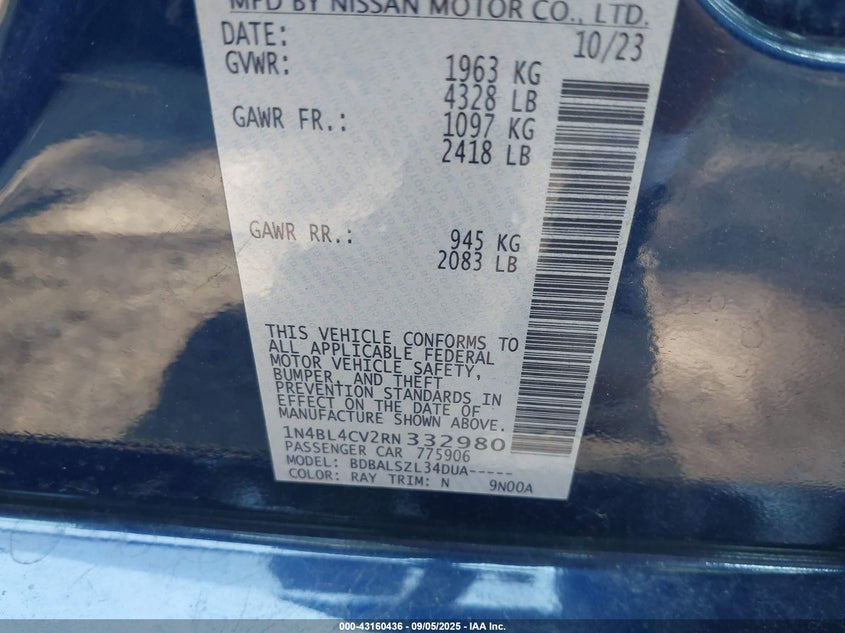 MFD BY NISSAN MOTOR CO., LTD.
DATE: 10/23
GVWR: 1963 KG
4328 LB
GAWR FR.: 1097 KG
2418 LB
GAWR RR.: 945 KG
2083 LB
THIS VEHICLE CONFORMS TO
ALL APPLICABLE FEDERAL
MOTOR VEHICLE SAFETY,
BUMPER, AND THEFT
PREVENTION STANDARDS IN
EFFECT ON THE DATE OF
MANUFACTURE SHOWN ABOVE.
1N4BL4CV2RN332980
PASSENGER CAR 775906
MODEL: BDBALSZL34DUA-----
COLOR: RAY TRIM: N 9N00A
000-43160436 - 09/05/2025 - IAA Inc.